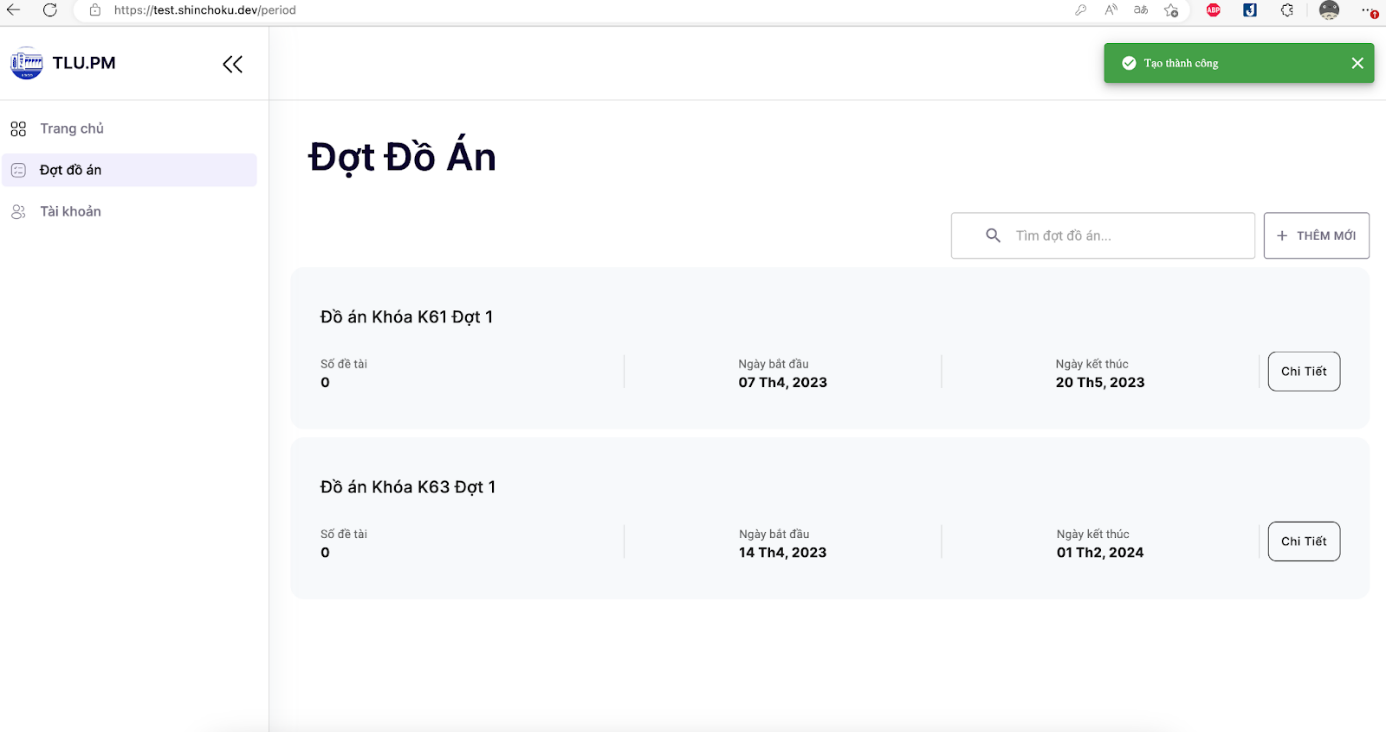 https://test.shinchoku.dev/period
TLU.PM
Tạo thành công
Trang chủ
Đợt đồ án
Tài khoản
Đợt Đồ Án
Tìm đợt đồ án...
+ THÊM MỚI
Đồ án Khóa K61 Đợt 1
Số đề tài
0
Ngày bắt đầu
07 Th4, 2023
Ngày kết thúc
20 Th5, 2023
Chi Tiết
Đồ án Khóa K63 Đợt 1
Số đề tài
0
Ngày bắt đầu
14 Th4, 2023
Ngày kết thúc
01 Th2, 2024
Chi Tiết